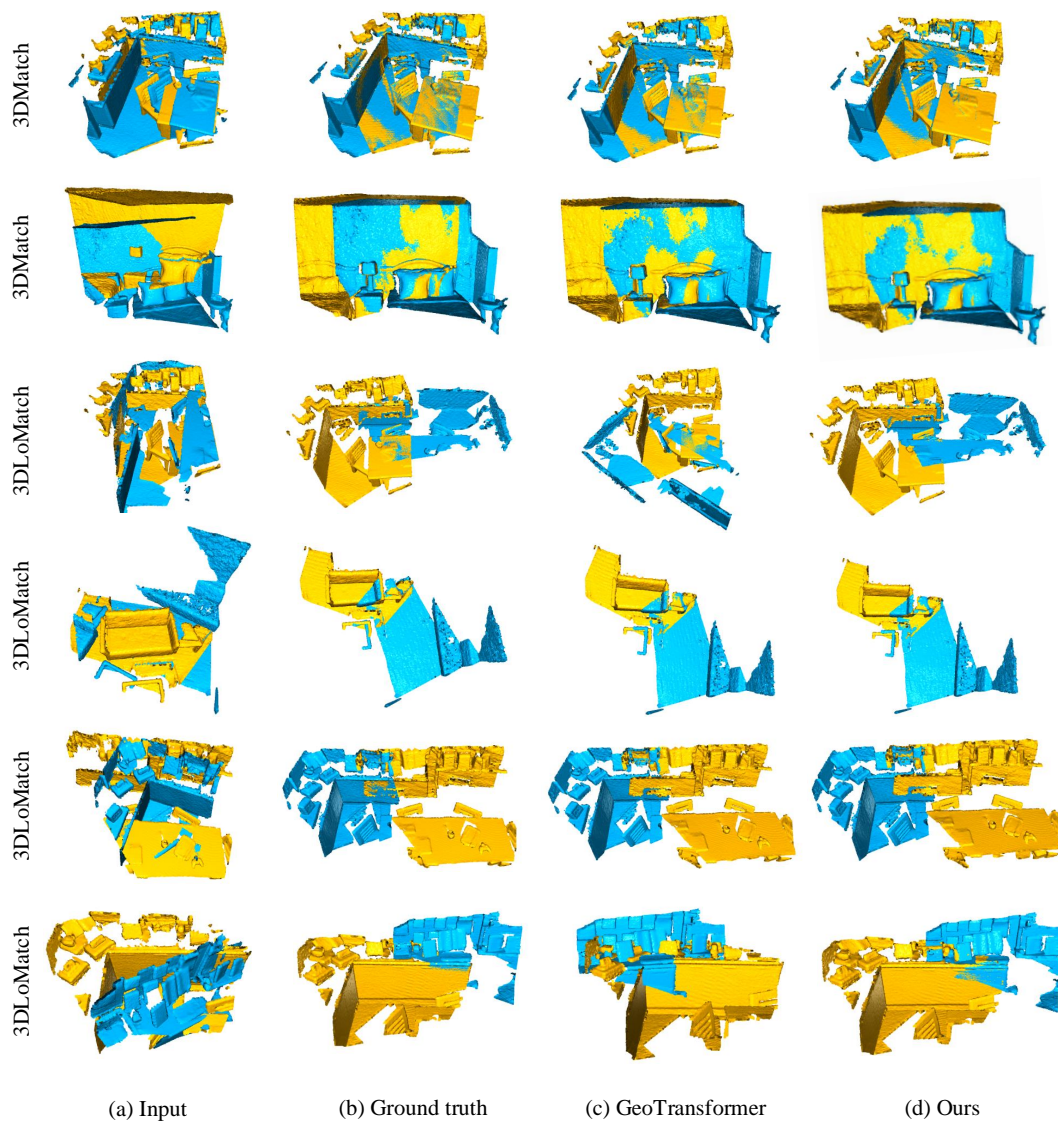 3DMatch
3DMatch
3DLoMatch
3DLoMatch
3DLoMatch
3DLoMatch
(a) Input
(b) Ground truth
(c) GeoTransformer
(d) Ours